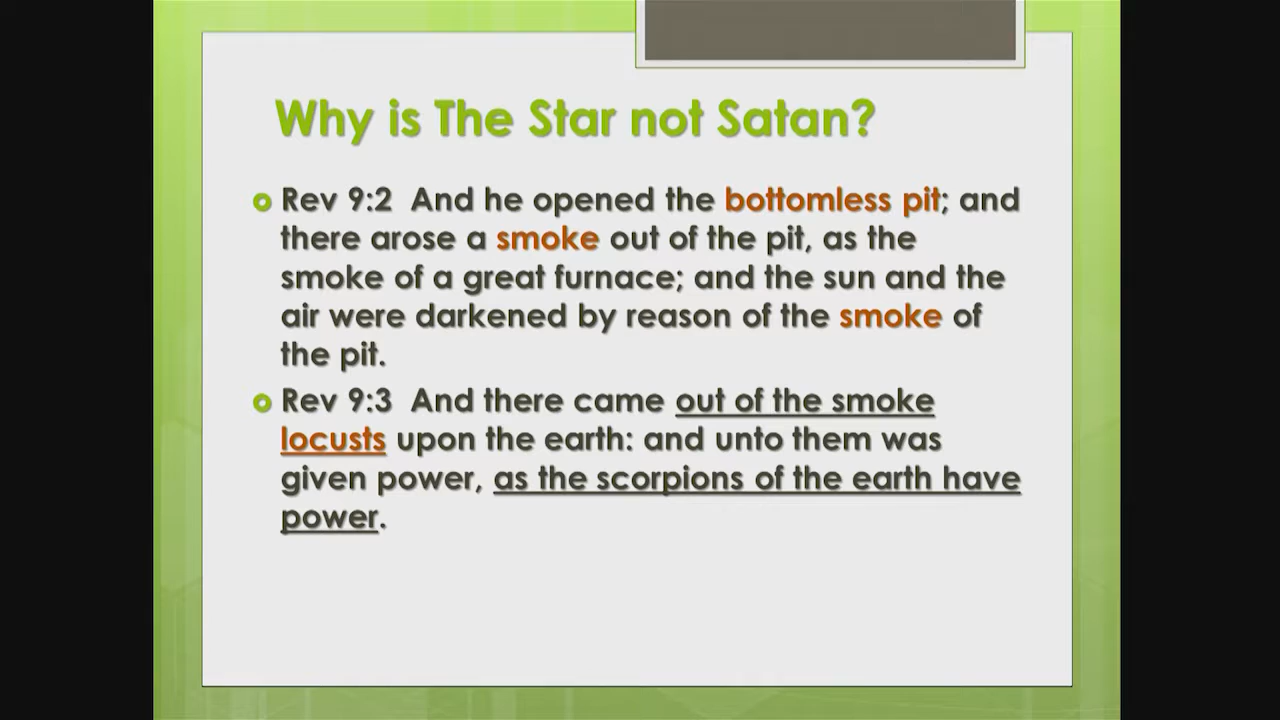 Why is The Star not Satan?
Rev 9:2 And he opened the bottomless pit; and
there arose a smoke out of the pit, as the
smoke of a great furnace; and the sun and the
air were darkened by reason of the smoke of
the pit.
Rev 9:3 And there came out of the smoke
locusts upon the earth: and unto them was
given power, as the scorpions of the earth have
power.